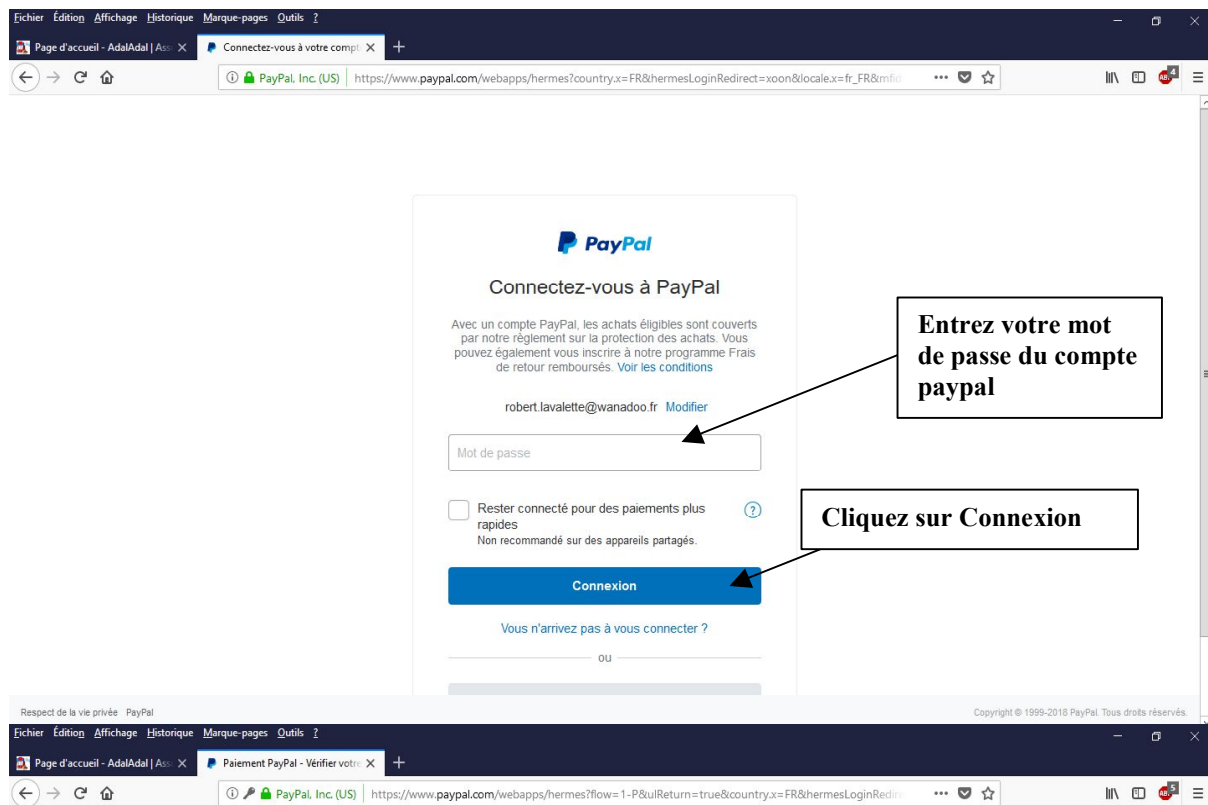 Fichier Édition Affichage Historique Marque-pages Outils ?
Page d'accueil - AdalAdal | Ass
Connectez-vous à votre compt
PayPal, Inc. (US) https://www.paypal.com/webapps/hermes?country.x=FR&hermesLoginRedirect=xoon&locale.x=fr_FR&mfid
4
PayPal
Connectez-vous à PayPal
Avec un compte PayPal, les achats éligibles sont couverts
par notre règlement sur la protection des achats. Vous
pouvez également vous inscrire à notre programme Frais
de retour remboursés. Voir les conditions
robert.lavalette@wanadoo.fr Modifier
Mot de passe
Entrez votre mot
de passe du compte
paypal
Rester connecté pour des paiements plus
rapides
Non recommandé sur des appareils partagés.
?
Cliquez sur Connexion
Connexion
Vous n'arrivez pas à vous connecter ?
ou
Respect de la vie privée PayPal
Copyright © 1999-2018 PayPal. Tous droits réservés.
Fichier Édition Affichage Historique Marque-pages Outils ?
Page d'accueil - AdalAdal | Ass
Paiement PayPal - Vérifier votre
PayPal, Inc. (US) https://www.paypal.com/webapps/hermes?flow=1-P&ulReturn=true&country.x=FR&hermesLoginRedire
5